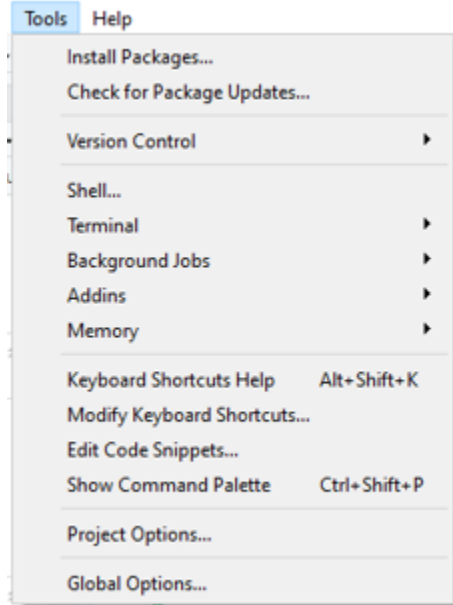 Tools Help
Install Packages...
Check for Package Updates...
Version Control
Shell...
Terminal
Background Jobs
Addins
Memory
Keyboard Shortcuts Help Alt+Shift+K
Modify Keyboard Shortcuts...
Edit Code Snippets...
Show Command Palette Ctrl+Shift+P
Project Options...
Global Options...